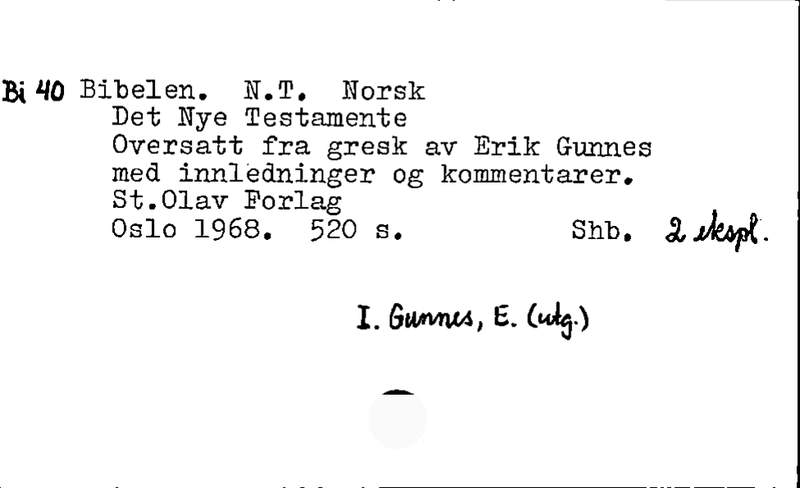 Bi 40 Bibelen. N.T. Norsk
Det Nye Testamente
Oversatt fra gresk av Erik Gunnes
med innledninger og kommentarer.
St.Olav Forlag
Oslo 1968. 520 s. Shb. 2 ekspl.
I. Gunnes, E. (utg.)